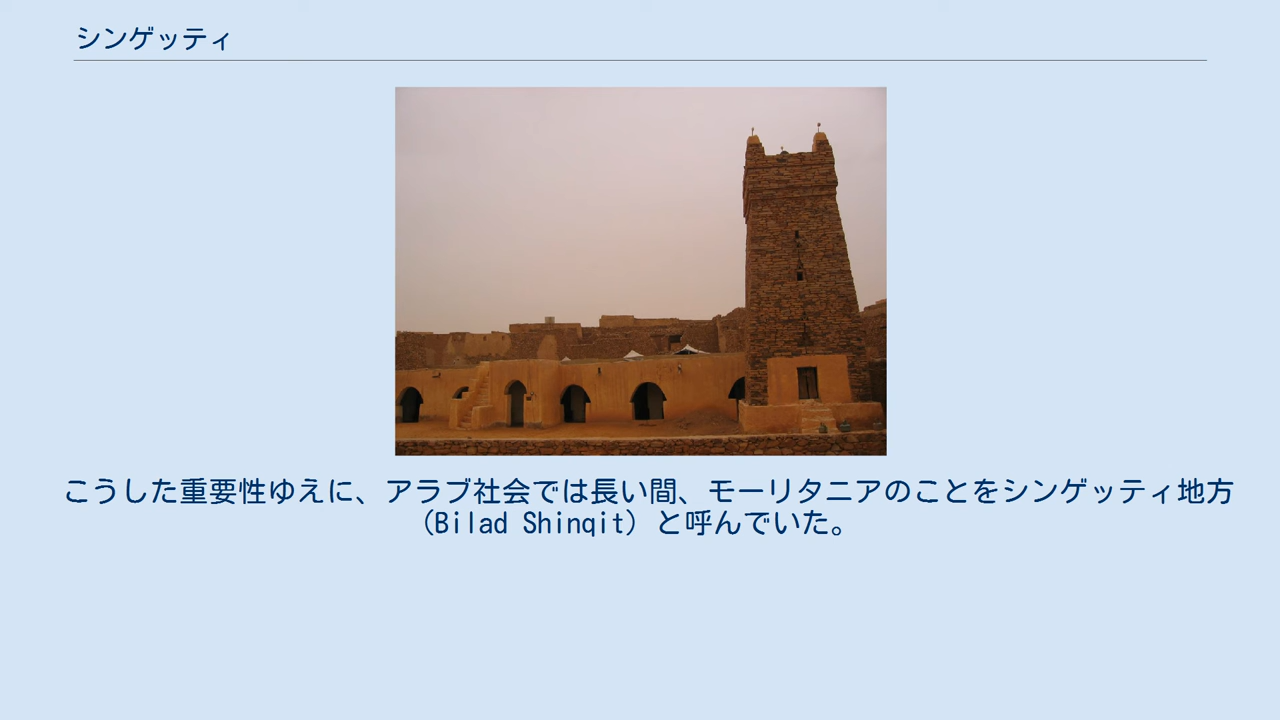 シンゲッティ
こうした重要性ゆえに、アラブ社会では長い間、モーリタニアのことをシンゲッティ地方
（Bilad Shinqit）と呼んでいた。